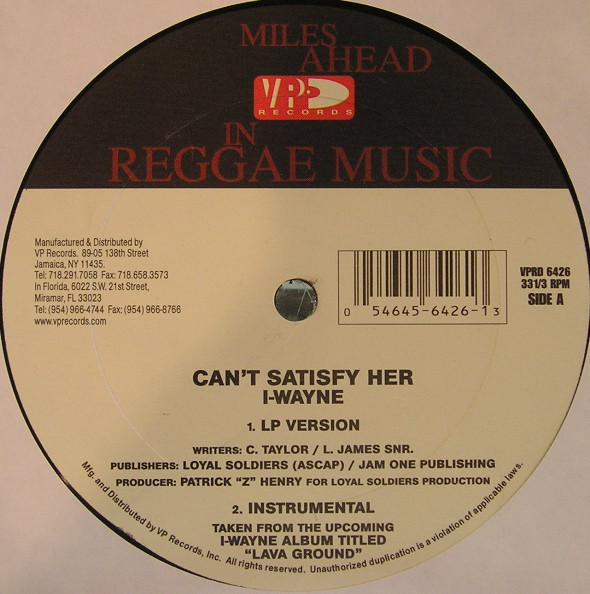 MILES
AHEAD
VP
RECORDS
IN
REGGAE MUSIC
Manufactured & Distributed by
VP Records. 89-05 138th Street
Jamaica, NY 11435.
Tel: 718.291.7058 Fax: 718.658.3573
In Florida, 6022 S.W. 21st Street,
Miramar, FL 33023
Tel: (954) 966-4744 Fax: (954) 966-8766
www.vprecords.com
0 54645-6426-1 3
VPRD 6426
331/3 RPM
SIDE A
CAN'T SATISFY HER
I-WAYNE
1. LP VERSION
WRITERS: C. TAYLOR / L. JAMES SNR.
PUBLISHERS: LOYAL SOLDIERS (ASCAP) / JAM ONE PUBLISHING
PRODUCER: PATRICK "Z" HENRY FOR LOYAL SOLDIERS PRODUCTION
2. INSTRUMENTAL
TAKEN FROM THE UPCOMING
I-WAYNE ALBUM TITLED
"LAVA GROUND"
Mfg. and Distributed by VP Records, Inc. All rights reserved. Unauthorized duplication is a violation of applicable laws.